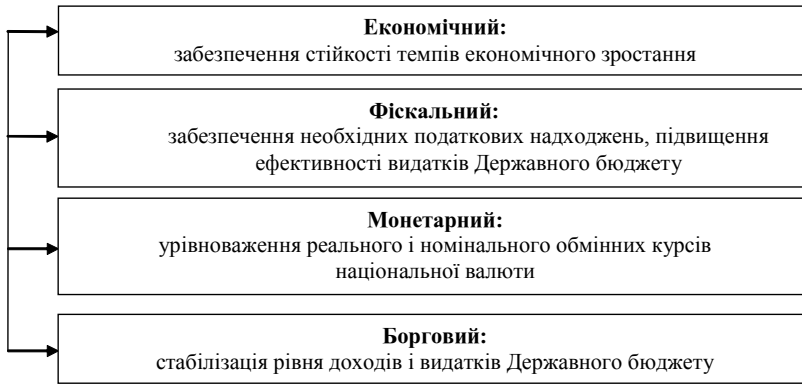 Економічний:
забезпечення стійкості темпів економічного зростання
Фіскальний:
забезпечення необхідних податкових надходжень, підвищення
ефективності видатків Державного бюджету
Монетарний:
урівноваження реального і номінального обмінних курсів
національної валюти
Борговий:
стабілізація рівня доходів і видатків Державного бюджету